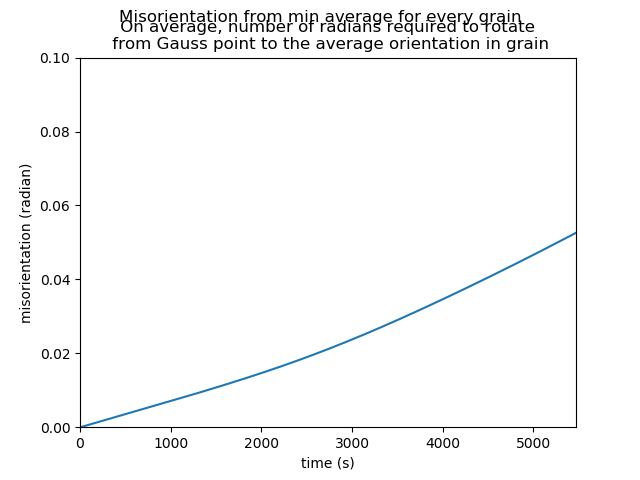 Misorientation from min average for every grain
On average, number of radians required to rotate
from Gauss point to the average orientation in grain
0.10
0.08
0.06
0.04
0.02
0.00
misorientation (radian)
0 1000 2000 3000 4000 5000
time (s)